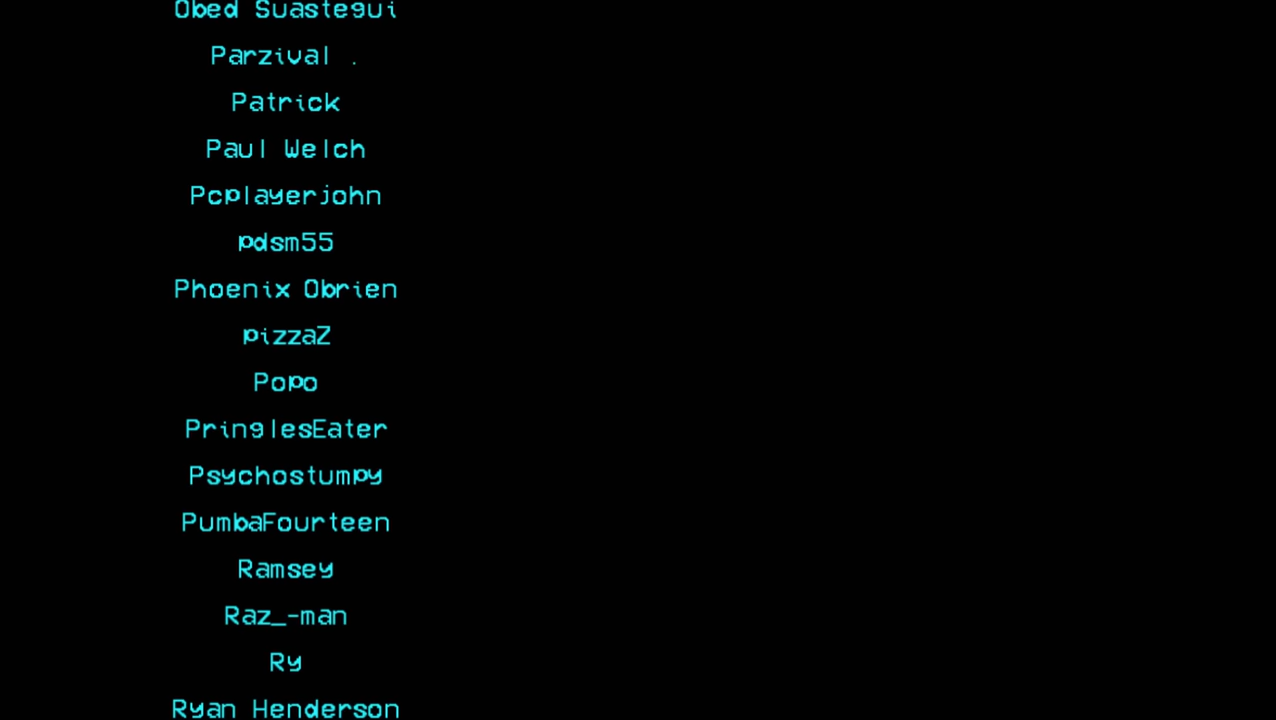 Obed Suastegui
Parzival .
Patrick
Paul Welch
Pcplayerjohn
pdsm55
Phoenix Obrien
pizzaZ
Popo
PringlesEater
Psychostumpy
PumbaFourteen
Ramsey
Raz_-man
Ry
Ryan Henderson